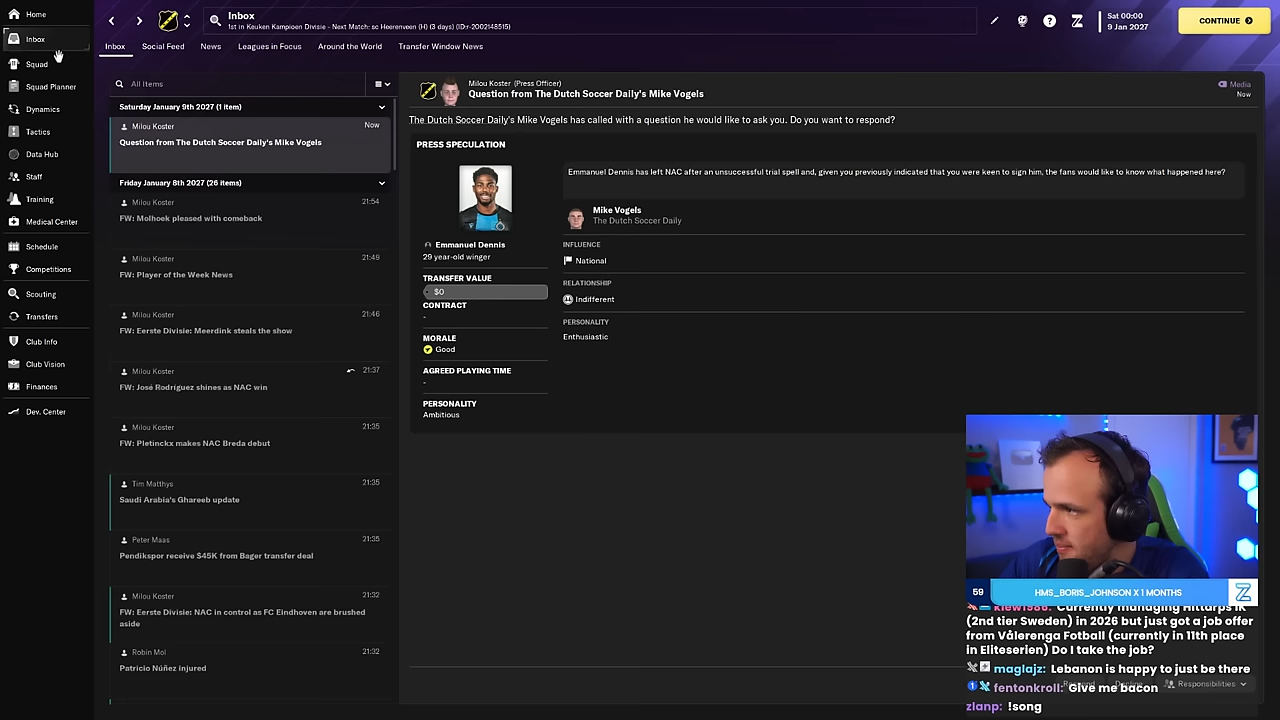 Home
Inbox
Squad
Squad Planner
Dynamics
Tactics
Data Hub
Staff
Training
Medical Center
Schedule
Competitions
Scouting
Transfers
Club Info
Club Vision
Finances
Dev. Center
Inbox
1st in Keuken Kampioen Divisie - Next Match: sc Heerenveen (H) (3 days) (ID:r-2002148515)
Sat 00:00
9 Jan 2027
CONTINUE
Inbox
Social Feed
News
Leagues in Focus
Around the World
Transfer Window News
All Items
Saturday January 9th 2027 (1 item)
Milou Koster
Now
Question from The Dutch Soccer Daily's Mike Vogels
Friday January 8th 2027 (26 items)
Milou Koster
21:54
FW: Molhoek pleased with comeback
Milou Koster
21:49
FW: Player of the Week News
Milou Koster
21:46
FW: Eerste Divisie: Meerdink steals the show
Milou Koster
21:37
FW: José Rodríguez shines as NAC win
Milou Koster
21:35
FW: Pletinckx makes NAC Breda debut
Tim Matthys
21:35
Saudi Arabia's Ghareeb update
Peter Maas
21:35
Pendikspor receive $45K from Bager transfer deal
Milou Koster
21:32
FW: Eerste Divisie: NAC in control as FC Eindhoven are brushed
aside
Robin Mol
21:32
Patricio Núñez injured
Milou Koster (Press Officer)
Question from The Dutch Soccer Daily's Mike Vogels
Media
Now
The Dutch Soccer Daily's Mike Vogels has called with a question he would like to ask you. Do you want to respond?
PRESS SPECULATION
Emmanuel Dennis
29 year-old winger
TRANSFER VALUE
$0
CONTRACT
-
MORALE
Good
AGREED PLAYING TIME
-
PERSONALITY
Ambitious
Emmanuel Dennis has left NAC after an unsuccessful trial spell and, given you previously indicated that you were keen to sign him, the fans would like to know what happened here?
Mike Vogels
The Dutch Soccer Daily
INFLUENCE
National
RELATIONSHIP
Indifferent
PERSONALITY
Enthusiastic
59
HMS_BORIS_JOHNSON X 1 MONTHS
klew1986: Currently managing Hittarps IK
(2nd tier Sweden) in 2026 but just got a job offer
from Vålerenga Fotball (currently in 11th place
in Eliteserien) Do I take the job?
maglajz: Lebanon is happy to just be there
fentonkroll: Give me bacon
Responsibilities
zlanp: !song